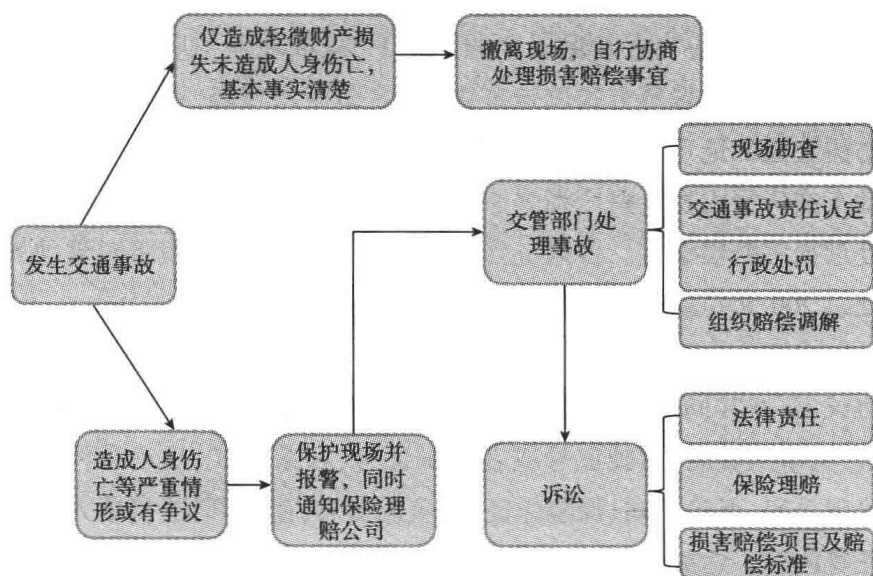 仅造成轻微财产损
失未造成人身伤亡，
基本事实清楚
撤离现场，自行协商
处理损害赔偿事宜
现场勘查
交管部门处
理事故
交通事故责任认定
发生交通事故
行政处罚
组织赔偿调解
法律责任
造成人身伤
亡等严重情
形或有争议
保护现场并
报警，同时
通知保险理
赔公司
诉讼
保险理赔
损害赔偿项目及赔
偿标准